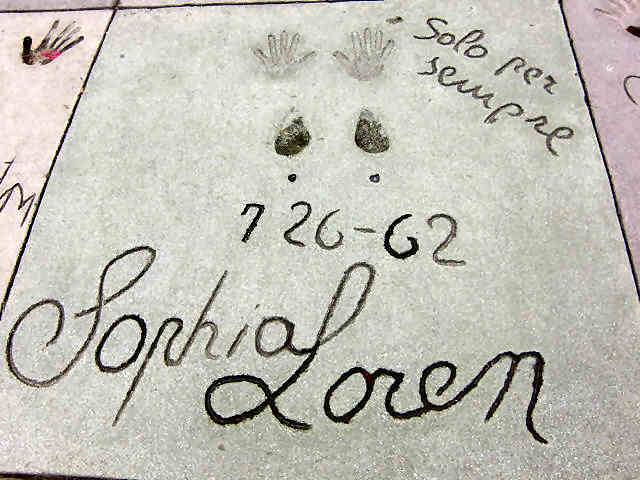 Solo per
sempre
7 26-62
Sophia
Loren